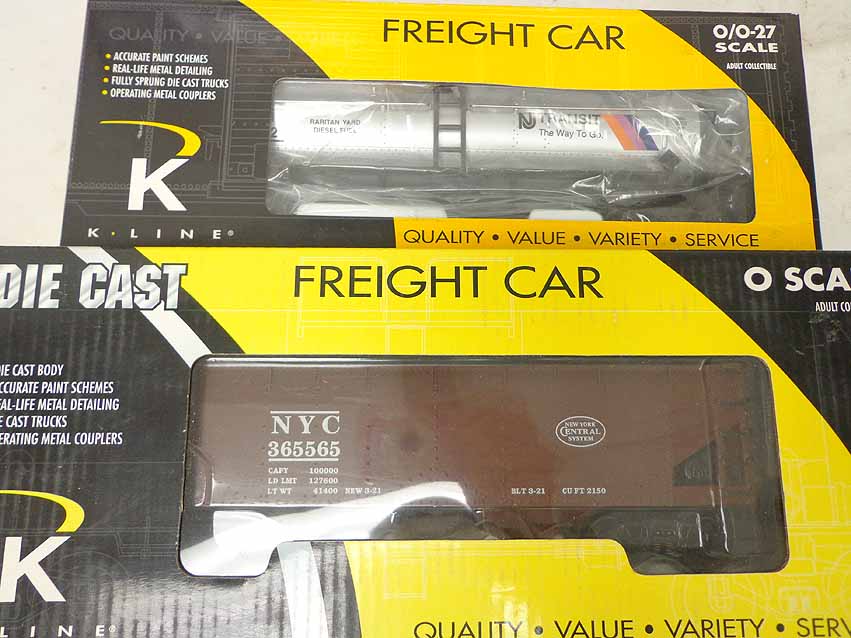 QUALITY · VALUE
FREIGHT CAR
O/O-27
SCALE
ADULT COLLECTIBLE
• ACCURATE PAINT SCHEMES
• REAL-LIFE METAL DETAILING
• FULLY SPRUNG DIE CAST TRUCKS
• OPERATING METAL COUPLERS
K
K·LINE®
2
RARITAN YARD
DIESEL FUEL
NJ TRANSIT
The Way To Go.
QUALITY • VALUE • VARIETY • SERVICE
DIE CAST
FREIGHT CAR
O SCA
ADULT CO
DIE CAST BODY
ACCURATE PAINT SCHEMES
EAL-LIFE METAL DETAILING
E CAST TRUCKS
ERATING METAL COUPLERS
K
LINE®
NYC
365565
CAPY 100000
LD LMT 127600
LT WT 41400 NEW 3-21
NEW YORK
CENTRAL
SYSTEM
BLT 3-21 CU FT 2150
QUALITY • VALUE • VARIETY • SERV